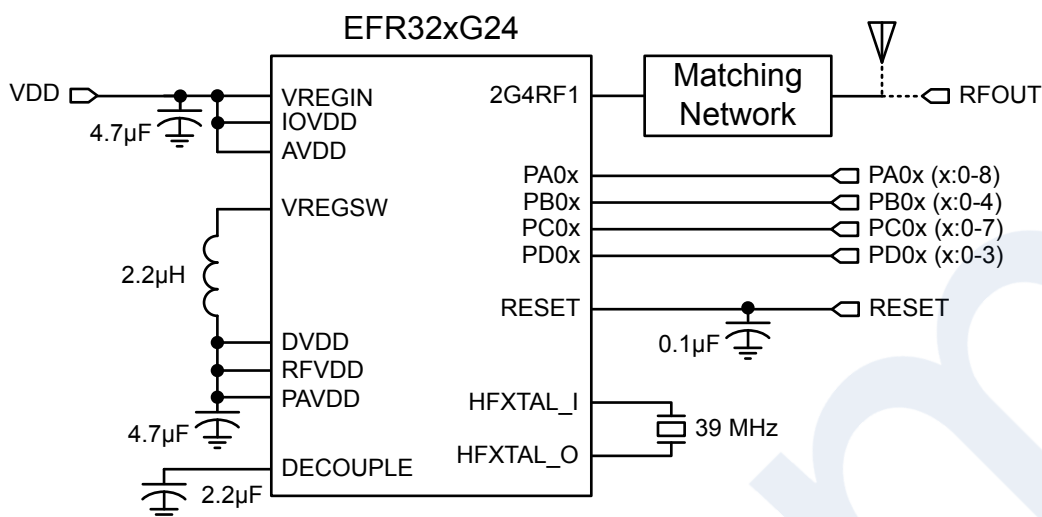 EFR32xG24
VDD
4.7µF
VREGIN
IOVDD
AVDD
VREGSW
2.2µH
DVDD
RFVDD
PAVDD
4.7µF
DECOUPLE
2.2µF
2G4RF1
Matching
Network
RFOUT
PA0x
PA0x (x:0-8)
PB0x
PB0x (x:0-4)
PC0x
PC0x (x:0-7)
PD0x
PD0x (x:0-3)
RESET
RESET
0.1µF
HFXTAL_I
39 MHz
HFXTAL_O